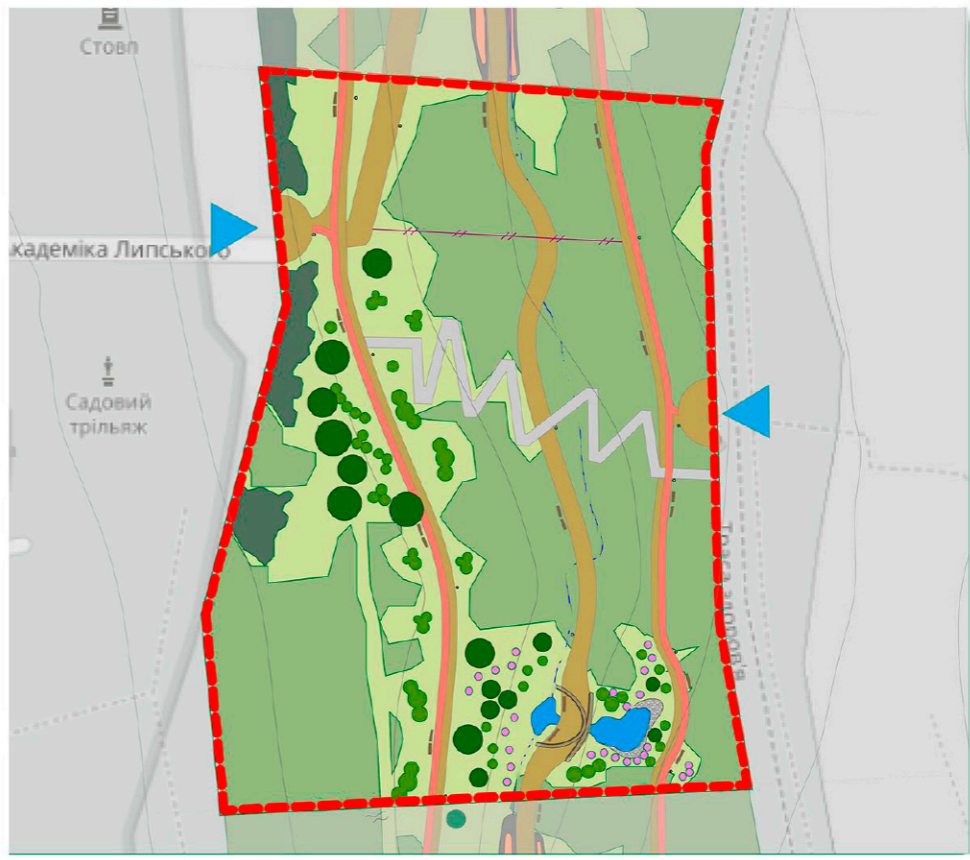 Стовп
кадеміка Липського
Садовий
трільяж
Траса здоров'я